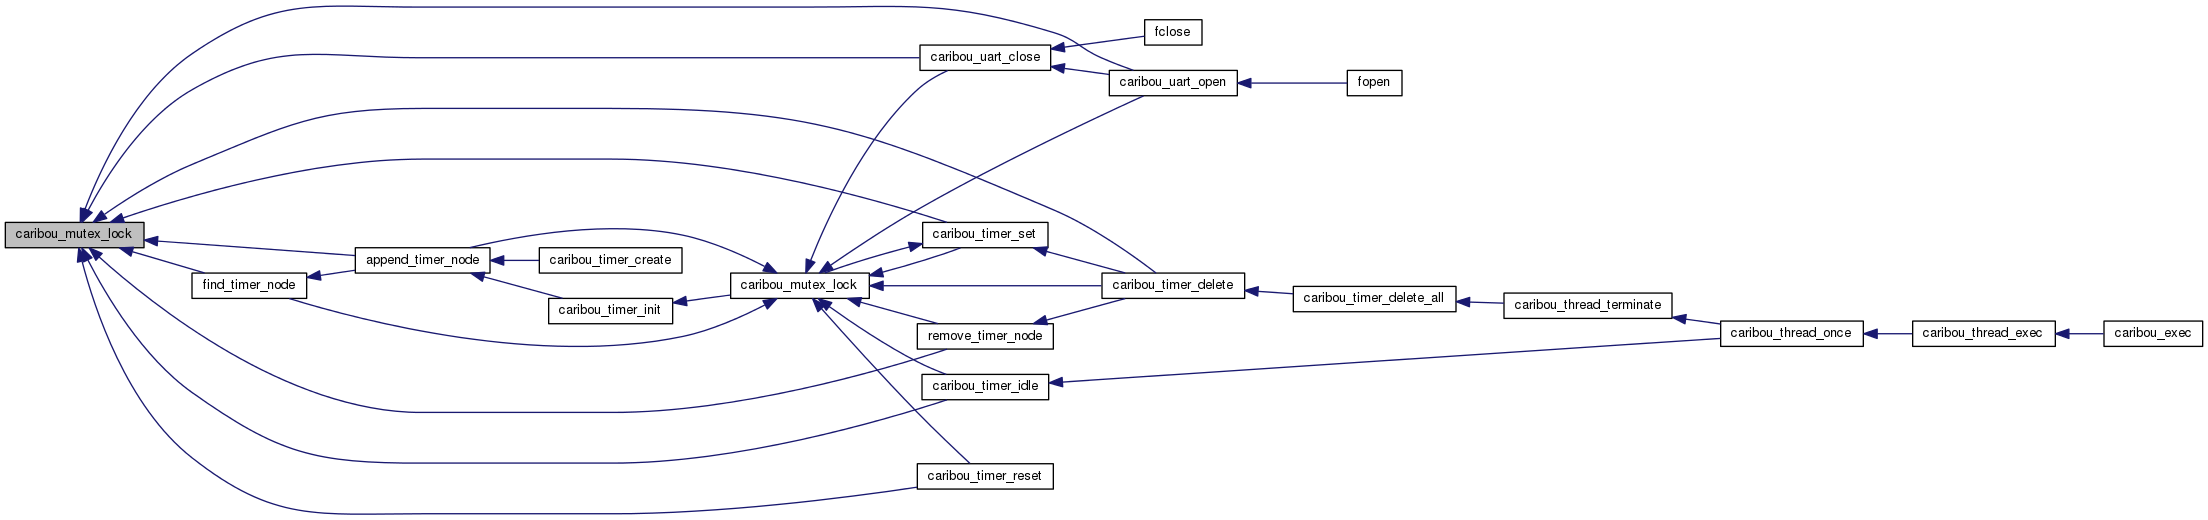 caribou_mutex_lock
find_timer_node
append_timer_node
caribou_timer_create
caribou_timer_init
caribou_mutex_lock
caribou_uart_close
fclose
caribou_uart_open
fopen
caribou_timer_set
caribou_timer_delete
remove_timer_node
caribou_timer_idle
caribou_timer_reset
caribou_timer_delete_all
caribou_thread_terminate
caribou_thread_once
caribou_thread_exec
caribou_exec